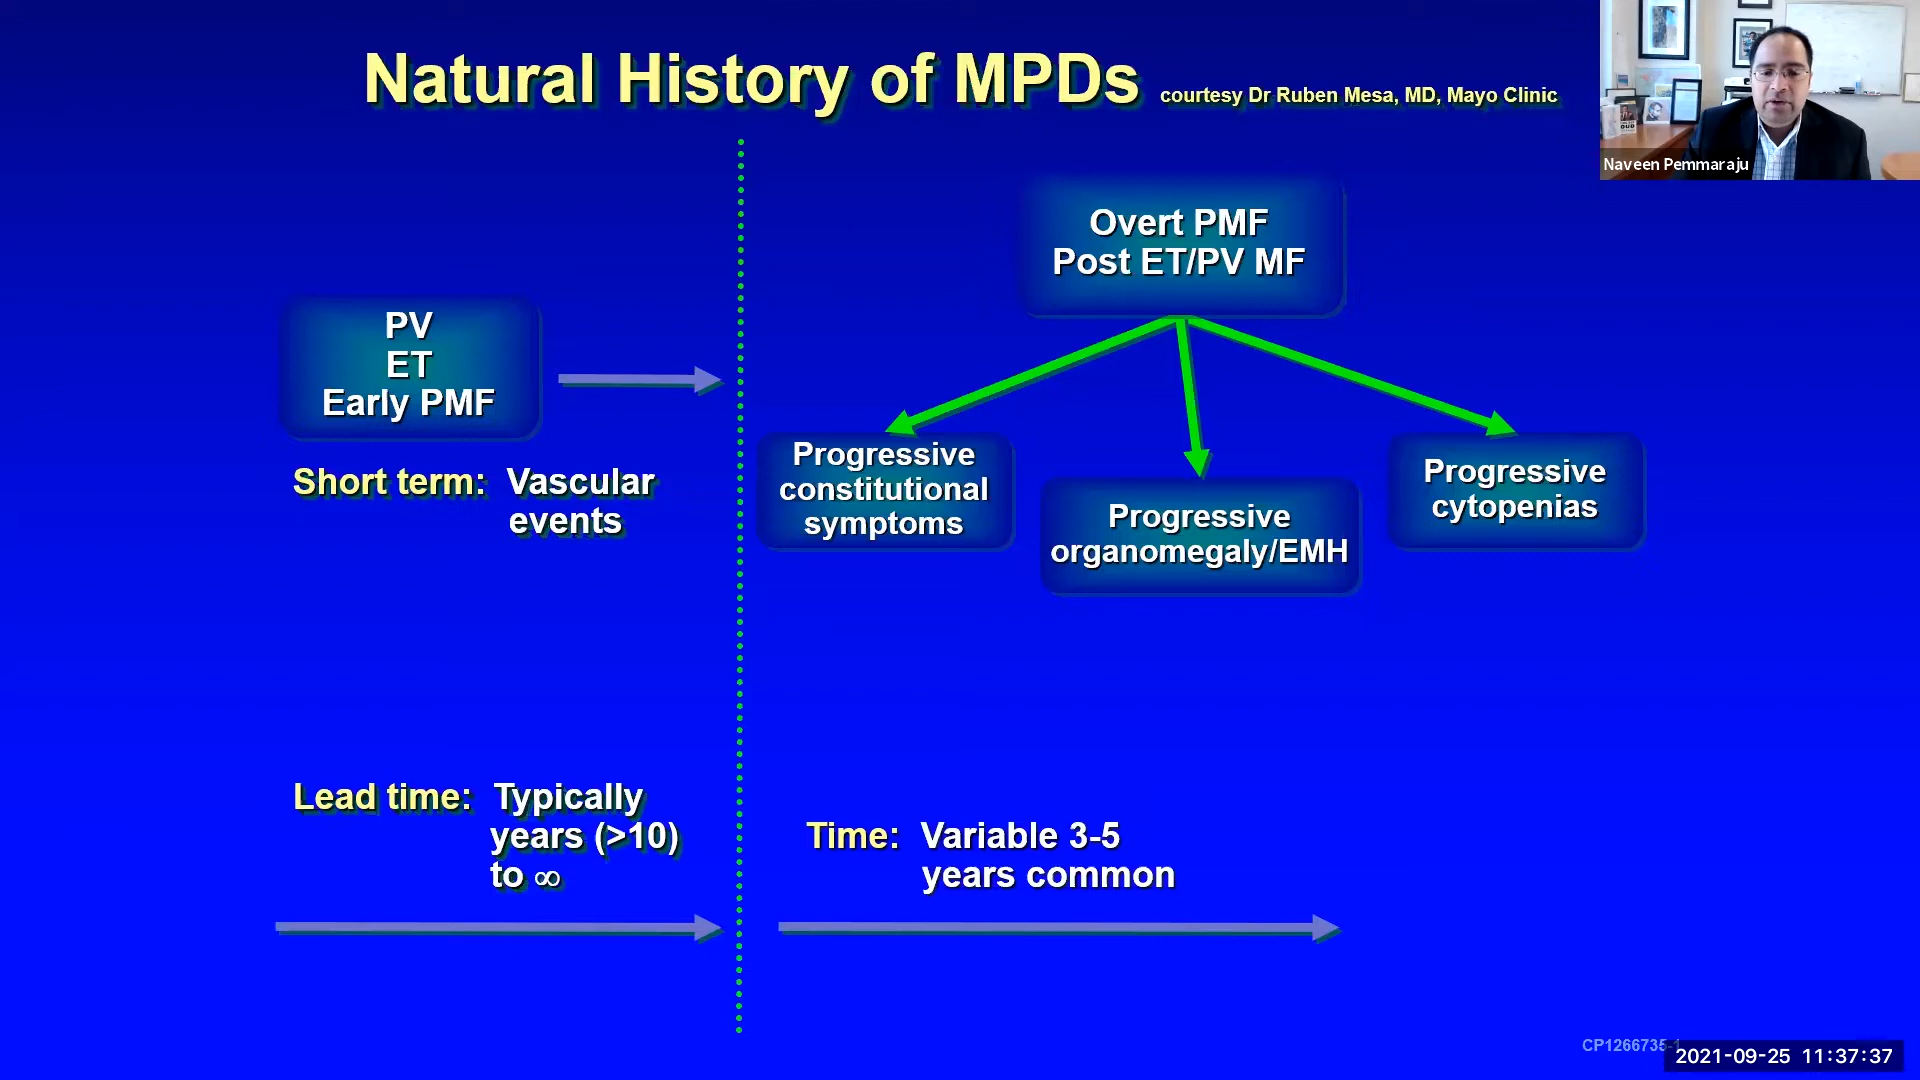 Natural History of MPDs courtesy Dr Ruben Mesa, MD, Mayo Clinic
Naveen Pemmaraju
Overt PMF
Post ET/PV MF
PV
ET
Early PMF
Short term: Vascular
events
Progressive
constitutional
symptoms
Progressive
organomegaly/EMH
Progressive
cytopenias
Lead time: Typically
years (>10)
to ∞
Time: Variable 3-5
years common
CP1266735-1
2021-09-25 11:37:37